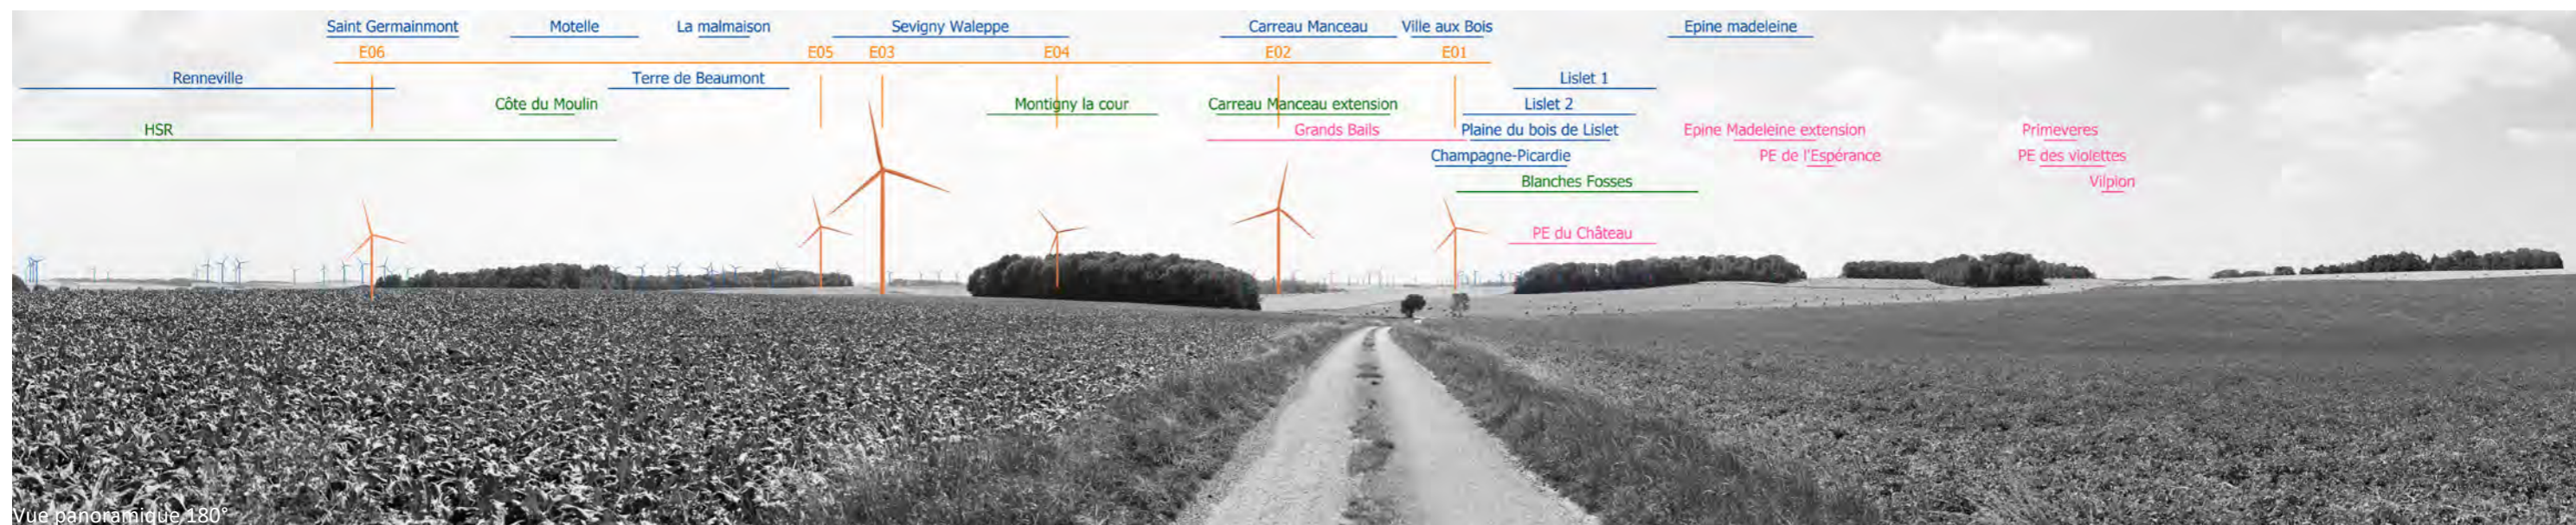 Saint Germainmont Motelle La malmaison Sevigny Waleppe Carreau Manceau Ville aux Bois Epine madeleine
E06 E05 E03 E04 E02 E01
Renneville Terre de Beaumont Lislet 1
Côte du Moulin Montigny la cour Carreau Manceau extension Lislet 2
HSR Grands Bails Plaine du bois de Lislet Epine Madeleine extension Primeveres
Champagne-Picardie PE de l'Espérance PE des violettes
Blanches Fosses Vilpion
PE du Château
Vue panoramique 180°